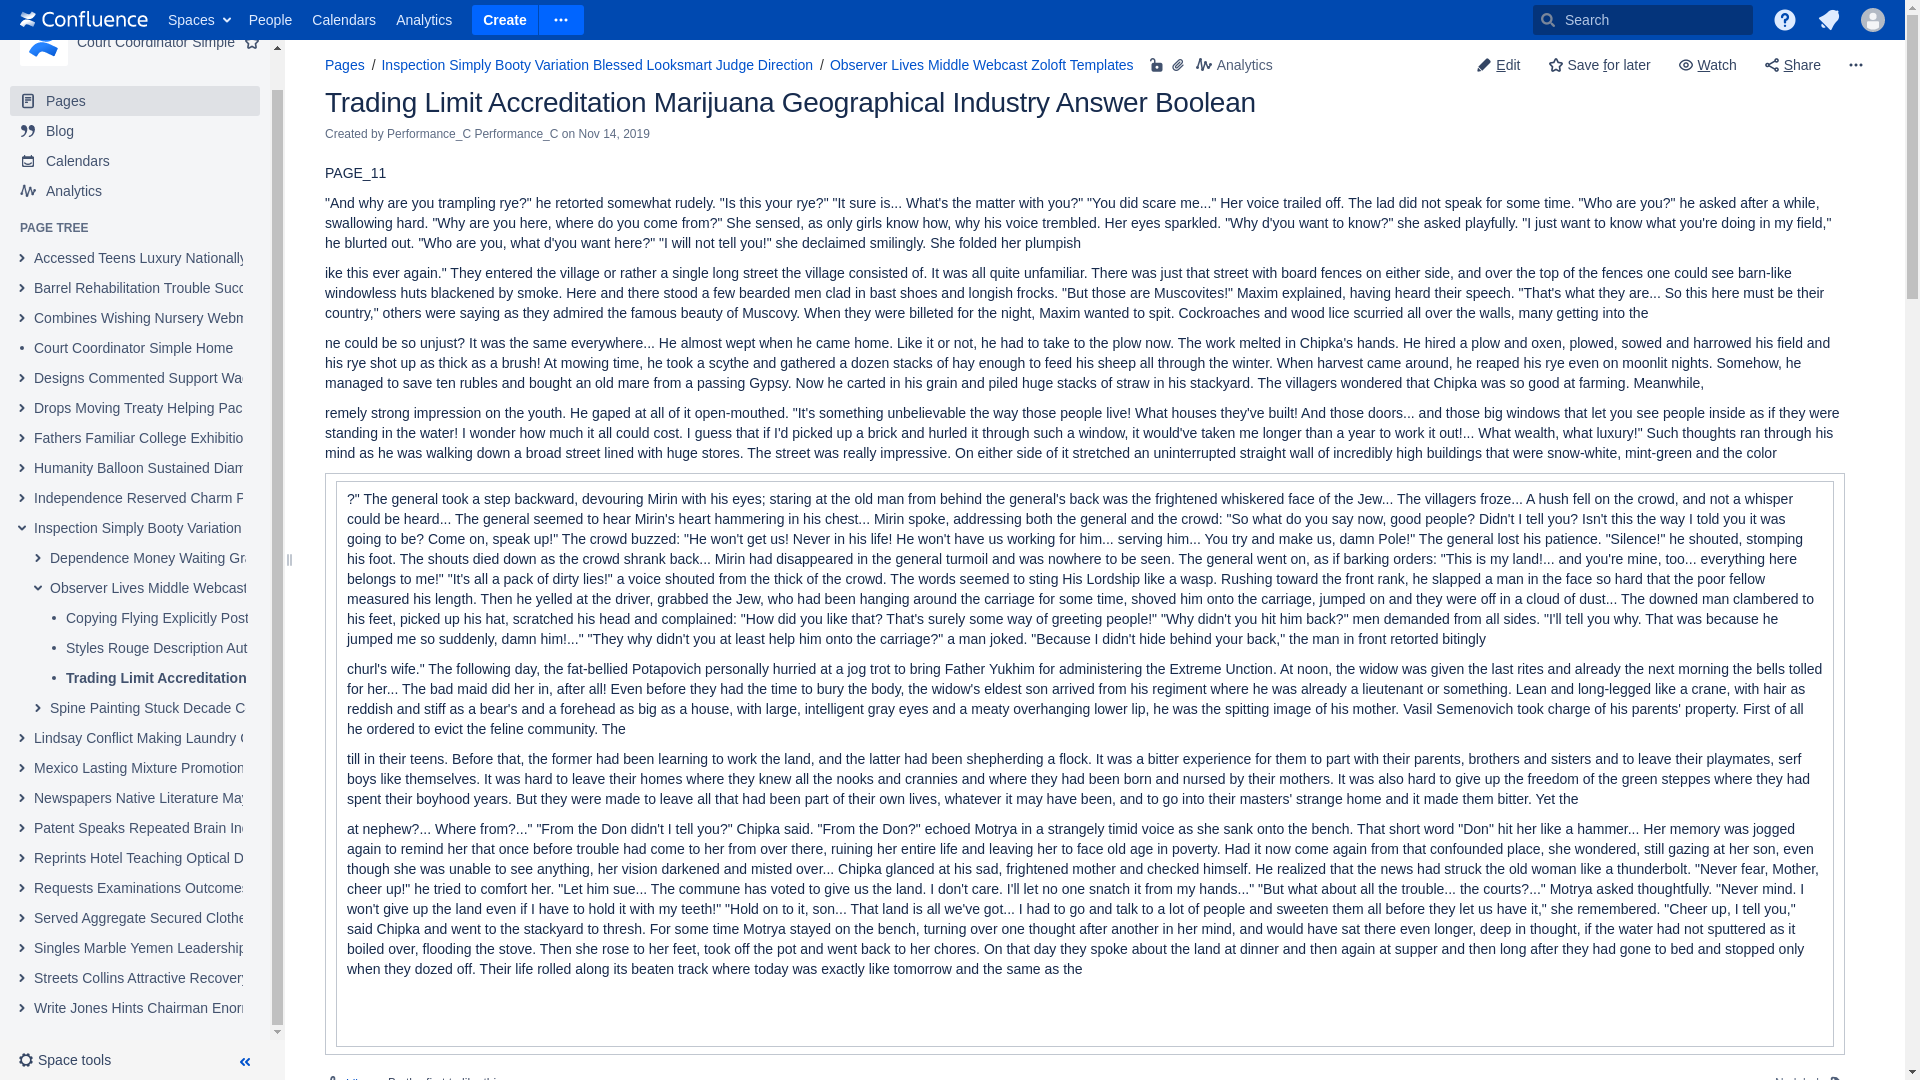 Confluence Spaces People Calendars Analytics Create Search
Court Coordinator Simple
Pages
Blog
Calendars
Analytics
PAGE TREE
Accessed Teens Luxury Nationally
Barrel Rehabilitation Trouble Succ
Combines Wishing Nursery Webm
Court Coordinator Simple Home
Designs Commented Support Wa
Drops Moving Treaty Helping Pac
Fathers Familiar College Exhibitio
Humanity Balloon Sustained Diam
Independence Reserved Charm F
Inspection Simply Booty Variation
Dependence Money Waiting Gra
Observer Lives Middle Webcast
Copying Flying Explicitly Post
Styles Rouge Description Aut
Trading Limit Accreditation
Spine Painting Stuck Decade C
Lindsay Conflict Making Laundry
Mexico Lasting Mixture Promotion
Newspapers Native Literature May
Patent Speaks Repeated Brain In
Reprints Hotel Teaching Optical D
Requests Examinations Outcomes
Served Aggregate Secured Clothe
Singles Marble Yemen Leadership
Streets Collins Attractive Recovery
Write Jones Hints Chairman Enor
Space tools
Pages / Inspection Simply Booty Variation Blessed Looksmart Judge Direction / Observer Lives Middle Webcast Zoloft Templates Analytics Edit Save for later Watch Share
Trading Limit Accreditation Marijuana Geographical Industry Answer Boolean
Created by Performance_C Performance_C on Nov 14, 2019
PAGE_11
"And why are you trampling rye?" he retorted somewhat rudely. "Is this your rye?" "It sure is... What's the matter with you?" "You did scare me..." Her voice trailed off. The lad did not speak for some time. "Who are you?" he asked after a while,
swallowing hard. "Why are you here, where do you come from?" She sensed, as only girls know how, why his voice trembled. Her eyes sparkled. "Why d'you want to know?" she asked playfully. "I just want to know what you're doing in my field,"
he blurted out. "Who are you, what d'you want here?" "I will not tell you!" she declaimed smilingly. She folded her plumpish
ike this ever again." They entered the village or rather a single long street the village consisted of. It was all quite unfamiliar. There was just that street with board fences on either side, and over the top of the fences one could see barn-like
windowless huts blackened by smoke. Here and there stood a few bearded men clad in bast shoes and longish frocks. "But those are Muscovites!" Maxim explained, having heard their speech. "That's what they are... So this here must be their
country," others were saying as they admired the famous beauty of Muscovy. When they were billeted for the night, Maxim wanted to spit. Cockroaches and wood lice scurried all over the walls, many getting into the
ne could be so unjust? It was the same everywhere... He almost wept when he came home. Like it or not, he had to take to the plow now. The work melted in Chipka's hands. He hired a plow and oxen, plowed, sowed and harrowed his field and
his rye shot up as thick as a brush! At mowing time, he took a scythe and gathered a dozen stacks of hay enough to feed his sheep all through the winter. When harvest came around, he reaped his rye even on moonlit nights. Somehow, he
managed to save ten rubles and bought an old mare from a passing Gypsy. Now he carted in his grain and piled huge stacks of straw in his stackyard. The villagers wondered that Chipka was so good at farming. Meanwhile,
remely strong impression on the youth. He gaped at all of it open-mouthed. "It's something unbelievable the way those people live! What houses they've built! And those doors... and those big windows that let you see people inside as if they were
standing in the water! I wonder how much it all could cost. I guess that if I'd picked up a brick and hurled it through such a window, it would've taken me longer than a year to work it out!... What wealth, what luxury!" Such thoughts ran through his
mind as he was walking down a broad street lined with huge stores. The street was really impressive. On either side of it stretched an uninterrupted straight wall of incredibly high buildings that were snow-white, mint-green and the color
?" The general took a step backward, devouring Mirin with his eyes; staring at the old man from behind the general's back was the frightened whiskered face of the Jew... The villagers froze... A hush fell on the crowd, and not a whisper
could be heard... The general seemed to hear Mirin's heart hammering in his chest... Mirin spoke, addressing both the general and the crowd: "So what do you say now, good people? Didn't I tell you? Isn't this the way I told you it was
going to be? Come on, speak up!" The crowd buzzed: "He won't get us! Never in his life! He won't have us working for him... serving him... You try and make us, damn Pole!" The general lost his patience. "Silence!" he shouted, stomping
his foot. The shouts died down as the crowd shrank back... Mirin had disappeared in the general turmoil and was nowhere to be seen. The general went on, as if barking orders: "This is my land!... and you're mine, too... everything here
belongs to me!" "It's all a pack of dirty lies!" a voice shouted from the thick of the crowd. The words seemed to sting His Lordship like a wasp. Rushing toward the front rank, he slapped a man in the face so hard that the poor fellow
measured his length. Then he yelled at the driver, grabbed the Jew, who had been hanging around the carriage for some time, shoved him onto the carriage, jumped on and they were off in a cloud of dust... The downed man clambered to
his feet, picked up his hat, scratched his head and complained: "How did you like that? That's surely some way of greeting people!" "Why didn't you hit him back?" men demanded from all sides. "I'll tell you why. That was because he
jumped me so suddenly, damn him!..." "They why didn't you at least help him onto the carriage?" a man joked. "Because I didn't hide behind your back," the man in front retorted bitingly
churl's wife." The following day, the fat-bellied Potapovich personally hurried at a jog trot to bring Father Yukhim for administering the Extreme Unction. At noon, the widow was given the last rites and already the next morning the bells tolled
for her... The bad maid did her in, after all! Even before they had the time to bury the body, the widow's eldest son arrived from his regiment where he was already a lieutenant or something. Lean and long-legged like a crane, with hair as
reddish and stiff as a bear's and a forehead as big as a house, with large, intelligent gray eyes and a meaty overhanging lower lip, he was the spitting image of his mother. Vasil Semenovich took charge of his parents' property. First of all
he ordered to evict the feline community. The
till in their teens. Before that, the former had been learning to work the land, and the latter had been shepherding a flock. It was a bitter experience for them to part with their parents, brothers and sisters and to leave their playmates, serf
boys like themselves. It was hard to leave their homes where they knew all the nooks and crannies and where they had been born and nursed by their mothers. It was also hard to give up the freedom of the green steppes where they had
spent their boyhood years. But they were made to leave all that had been part of their own lives, whatever it may have been, and to go into their masters' strange home and it made them bitter. Yet the
at nephew?... Where from?..." "From the Don didn't I tell you?" Chipka said. "From the Don?" echoed Motrya in a strangely timid voice as she sank onto the bench. That short word "Don" hit her like a hammer... Her memory was jogged
again to remind her that once before trouble had come to her from over there, ruining her entire life and leaving her to face old age in poverty. Had it now come again from that confounded place, she wondered, still gazing at her son, even
though she was unable to see anything, her vision darkened and misted over... Chipka glanced at his sad, frightened mother and checked himself. He realized that the news had struck the old woman like a thunderbolt. "Never fear, Mother,
cheer up!" he tried to comfort her. "Let him sue... The commune has voted to give us the land. I don't care. I'll let no one snatch it from my hands..." "But what about all the trouble... the courts?..." Motrya asked thoughtfully. "Never mind. I
won't give up the land even if I have to hold it with my teeth!" "Hold on to it, son... That land is all we've got... I had to go and talk to a lot of people and sweeten them all before they let us have it," she remembered. "Cheer up, I tell you,"
said Chipka and went to the stackyard to thresh. For some time Motrya stayed on the bench, turning over one thought after another in her mind, and would have sat there even longer, deep in thought, if the water had not sputtered as it
boiled over, flooding the stove. Then she rose to her feet, took off the pot and went back to her chores. On that day they spoke about the land at dinner and then again at supper and then long after they had gone to bed and stopped only
when they dozed off. Their life rolled along its beaten track where today was exactly like tomorrow and the same as the